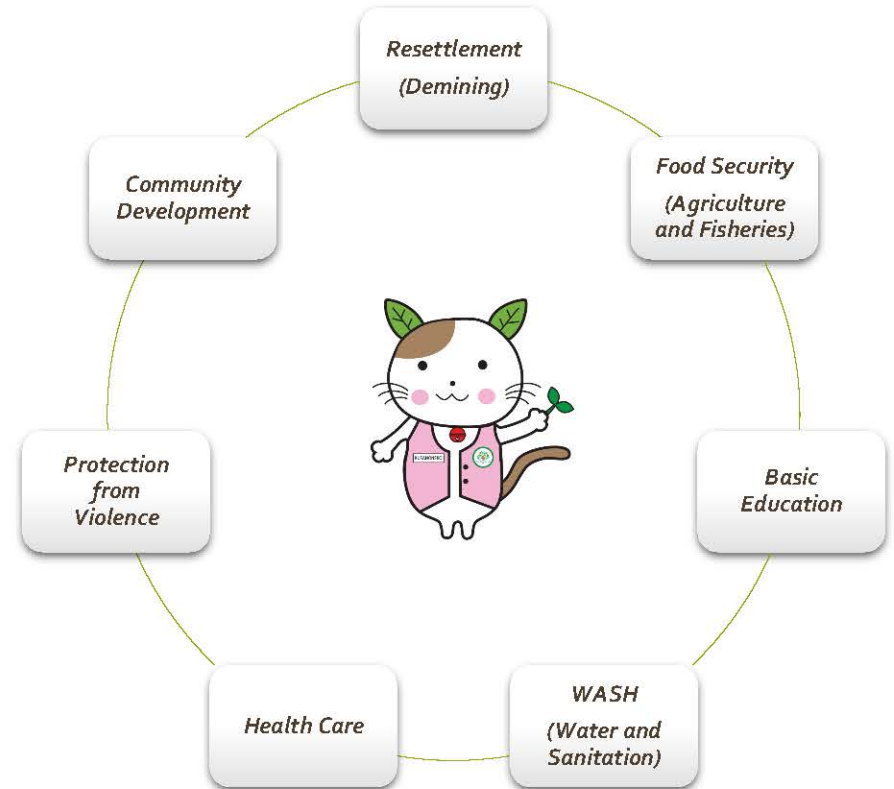 Resettlement
(Demining)
Food Security
(Agriculture
and Fisheries)
Basic
Education
WASH
(Water and
Sanitation)
Health Care
Protection
from
Violence
Community
Development